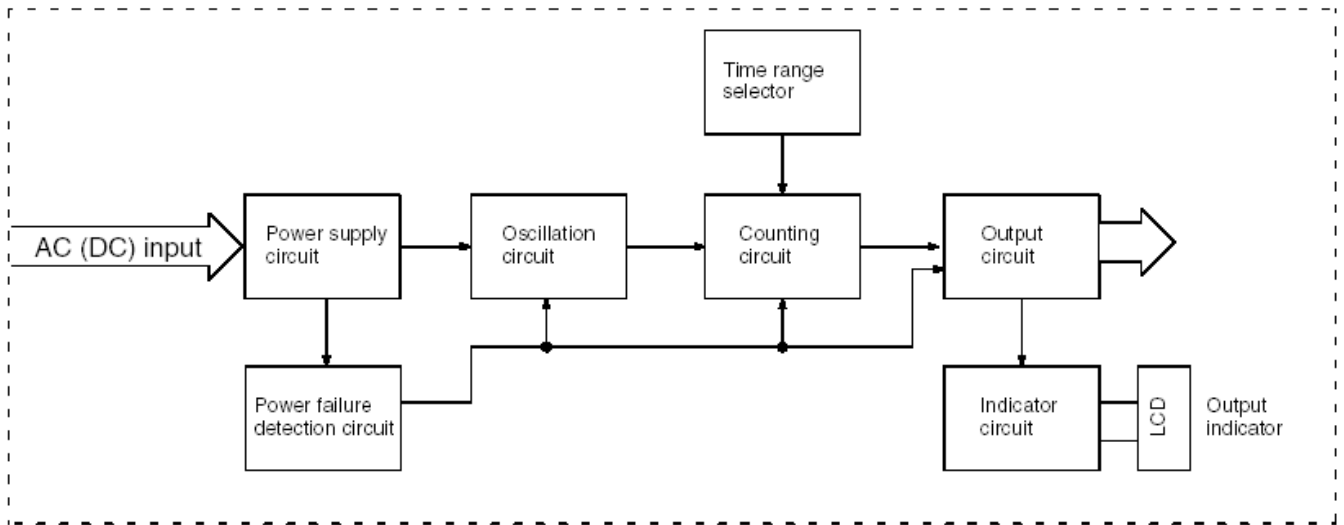 Time range
selector
AC (DC) input
Power supply
circuit
Oscillation
circuit
Counting
circuit
Output
circuit
Power failure
detection circuit
Indicator
circuit
LCD
Output
indicator